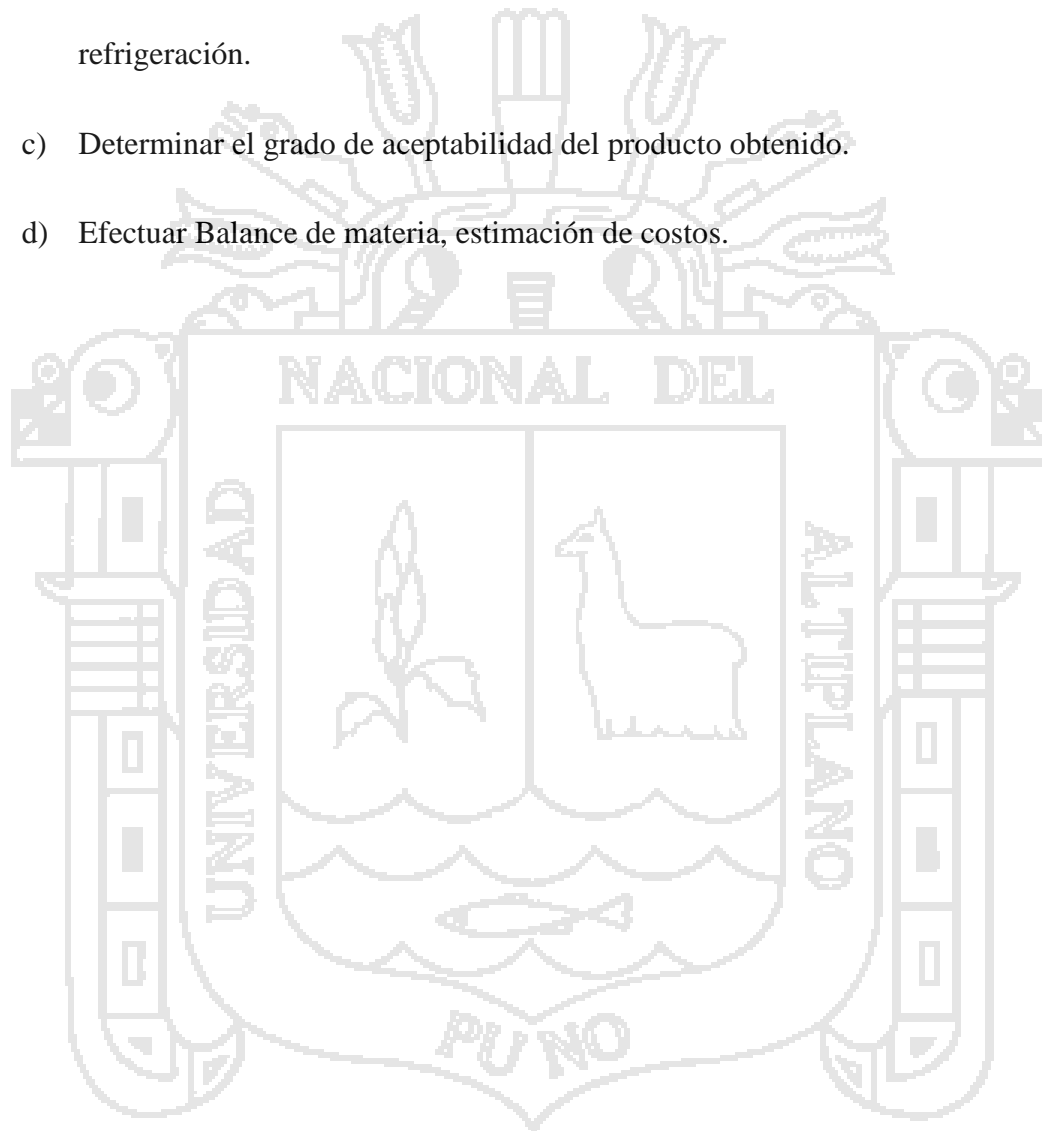 refrigeración.
c) Determinar el grado de aceptabilidad del producto obtenido.
d) Efectuar Balance de materia, estimación de costos.
NACIONAL DEL
UNIVERSIDAD
ALTIPLANO
PUNO